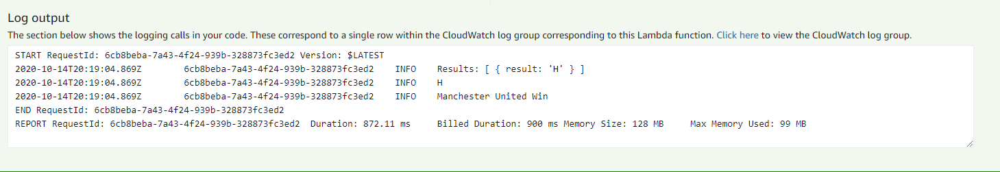 Log output
The section below shows the logging calls in your code. These correspond to a single row within the CloudWatch log group corresponding to this Lambda function. Click here to view the CloudWatch log group.
START RequestId: 6cb8beba-7a43-4f24-939b-328873fc3ed2 Version: $LATEST
2020-10-14T20:19:04.869Z	6cb8beba-7a43-4f24-939b-328873fc3ed2	INFO	Results: [ { result: 'H' } ]
2020-10-14T20:19:04.869Z	6cb8beba-7a43-4f24-939b-328873fc3ed2	INFO	H
2020-10-14T20:19:04.869Z	6cb8beba-7a43-4f24-939b-328873fc3ed2	INFO	Manchester United Win
END RequestId: 6cb8beba-7a43-4f24-939b-328873fc3ed2
REPORT RequestId: 6cb8beba-7a43-4f24-939b-328873fc3ed2	Duration: 872.11 ms	Billed Duration: 900 ms	Memory Size: 128 MB	Max Memory Used: 99 MB